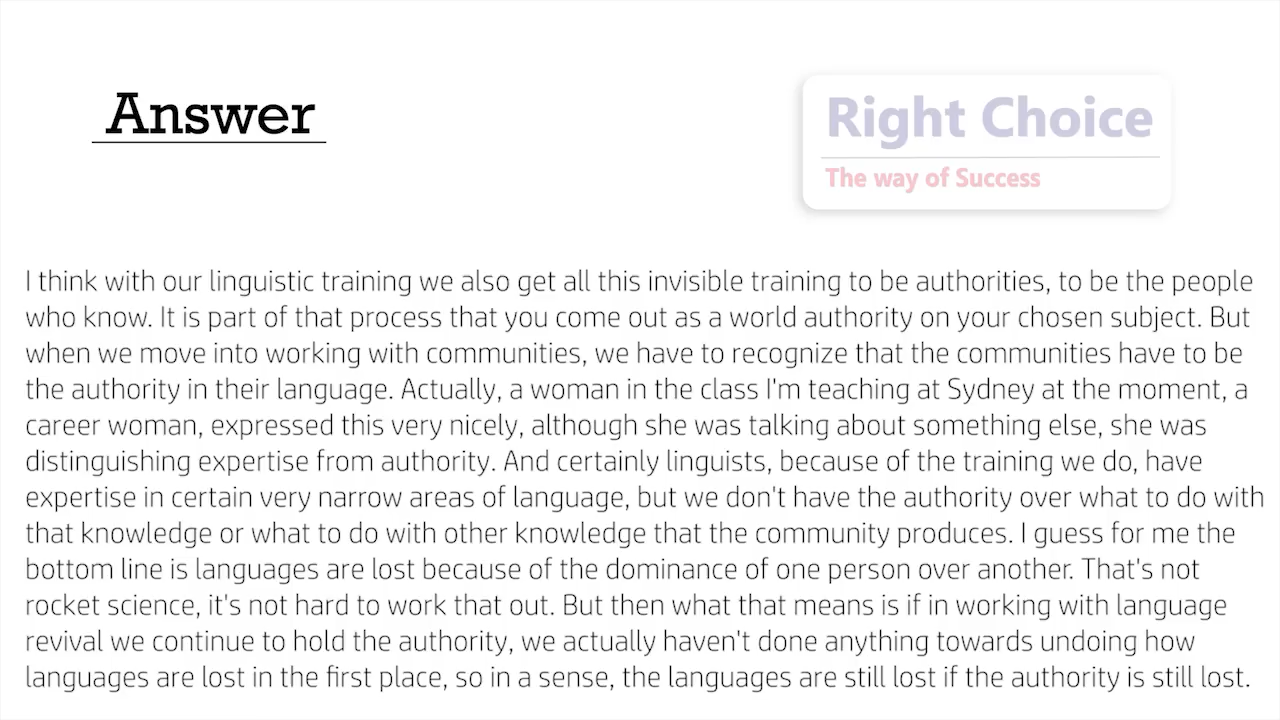 Answer
Right Choice
The way of Success
I think with our linguistic training we also get all this invisible training to be authorities, to be the people
who know. It is part of that process that you come out as a world authority on your chosen subject. But
when we move into working with communities, we have to recognize that the communities have to be
the authority in their language. Actually, a woman in the class I'm teaching at Sydney at the moment, a
career woman, expressed this very nicely, although she was talking about something else, she was
distinguishing expertise from authority. And certainly linguists, because of the training we do, have
expertise in certain very narrow areas of language, but we don't have the authority over what to do with
that knowledge or what to do with other knowledge that the community produces. I guess for me the
bottom line is languages are lost because of the dominance of one person over another. That's not
rocket science, it's not hard to work that out. But then what that means is if in working with language
revival we continue to hold the authority, we actually haven't done anything towards undoing how
languages are lost in the first place, so in a sense, the languages are still lost if the authority is still lost.